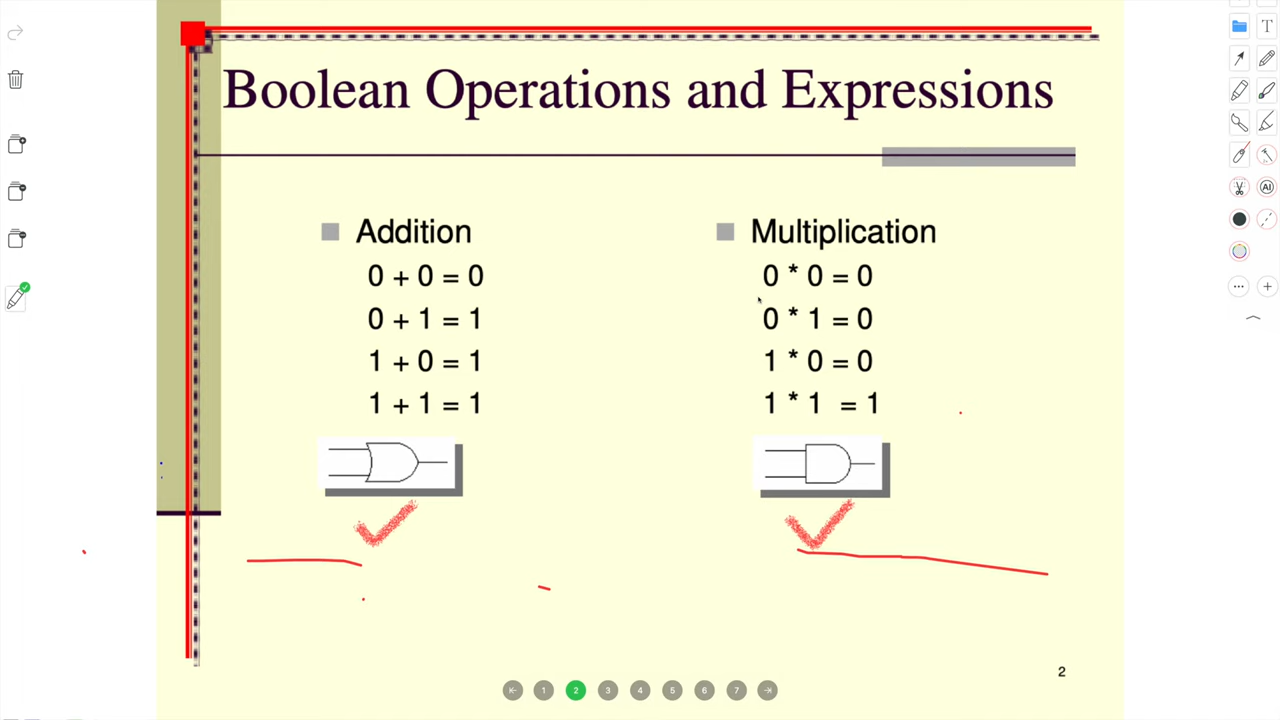 Boolean Operations and Expressions
Addition
0 + 0 = 0
0 + 1 = 1
1 + 0 = 1
1 + 1 = 1
Multiplication
0 * 0 = 0
0 * 1 = 0
1 * 0 = 0
1 * 1 = 1
2
1 2 3 4 5 6 7
T
AI